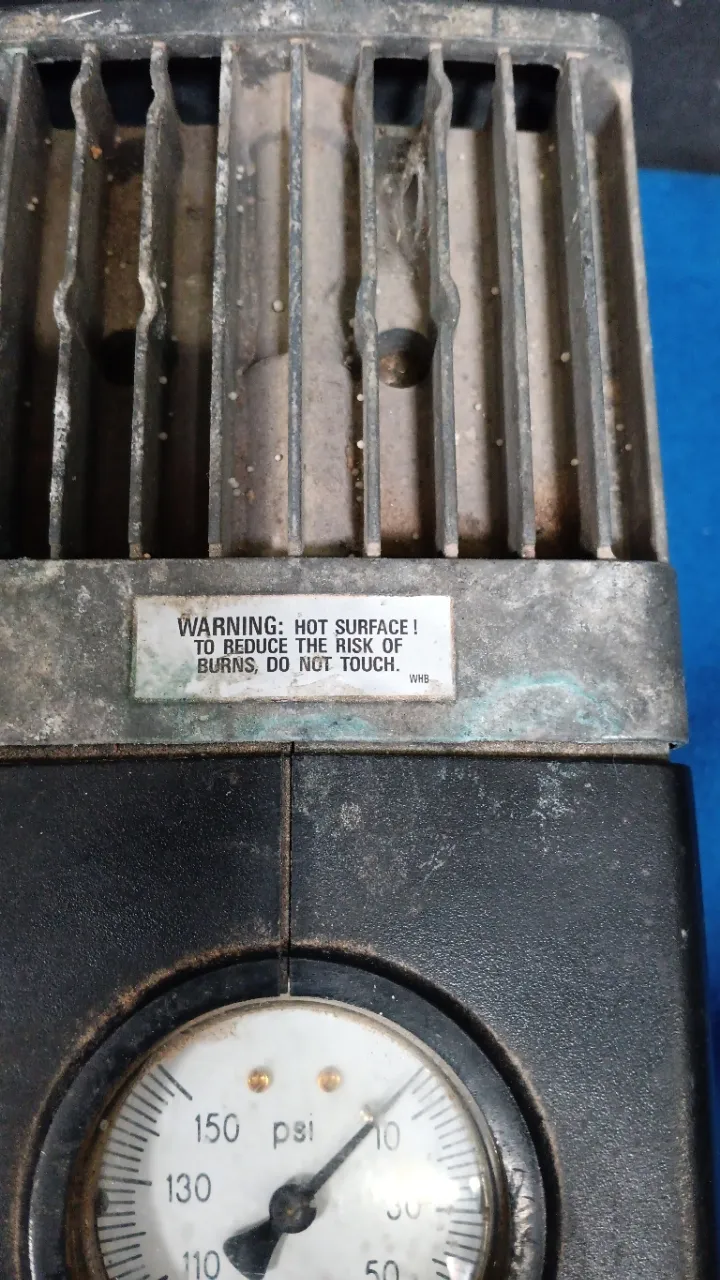 WARNING: HOT SURFACE!
TO REDUCE THE RISK OF
BURNS, DO NOT TOUCH.
WHB
150 psi 10
130 30
110 50